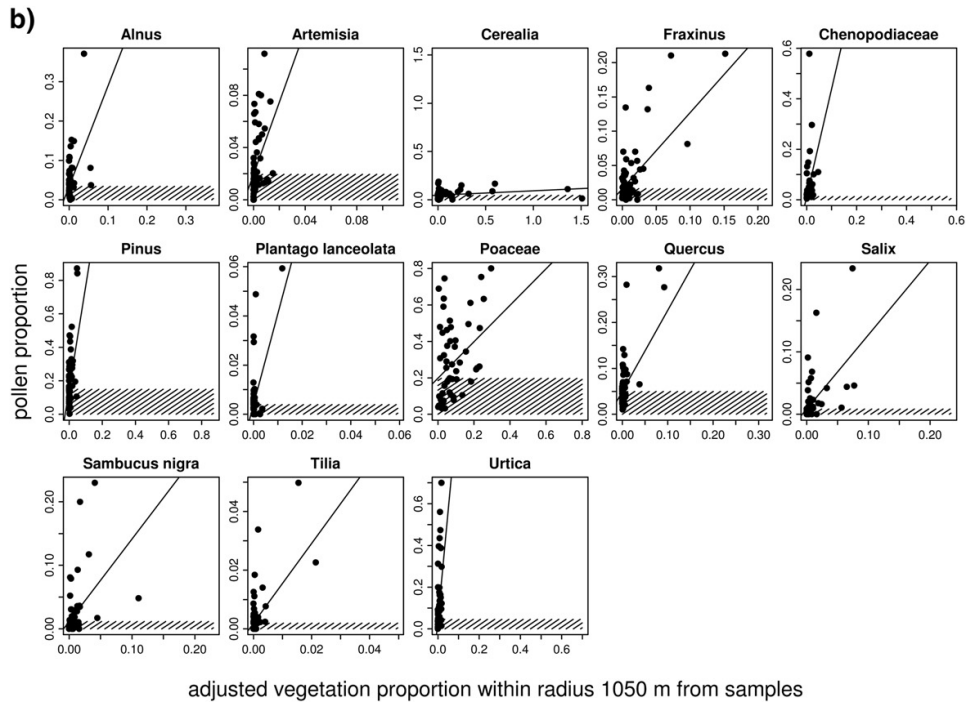 b)
Alnus Artemisia Cerealia Fraxinus Chenopodiaceae
0.0 0.1 0.2 0.3
0.00 0.04 0.08
0.0 0.5 1.0 1.5
0.00 0.05 0.10 0.15 0.20
0.0 0.2 0.4 0.6
0.0 0.1 0.2 0.3
0.00 0.04 0.08
0.0 0.5 1.0 1.5
0.00 0.05 0.10 0.15 0.20
0.0 0.2 0.4 0.6
Pinus Plantago lanceolata Poaceae Quercus Salix
0.0 0.2 0.4 0.6 0.8
0.00 0.02 0.04 0.06
0.0 0.2 0.4 0.6 0.8
0.00 0.10 0.20 0.30
0.00 0.10 0.20
0.0 0.2 0.4 0.6 0.8
0.00 0.02 0.04 0.06
0.0 0.2 0.4 0.6 0.8
0.00 0.10 0.20 0.30
0.00 0.10 0.20
pollen proportion
Sambucus nigra Tilia Urtica
0.00 0.10 0.20
0.00 0.02 0.04
0.0 0.2 0.4 0.6
0.00 0.10 0.20
0.00 0.02 0.04
0.0 0.2 0.4 0.6
adjusted vegetation proportion within radius 1050 m from samples